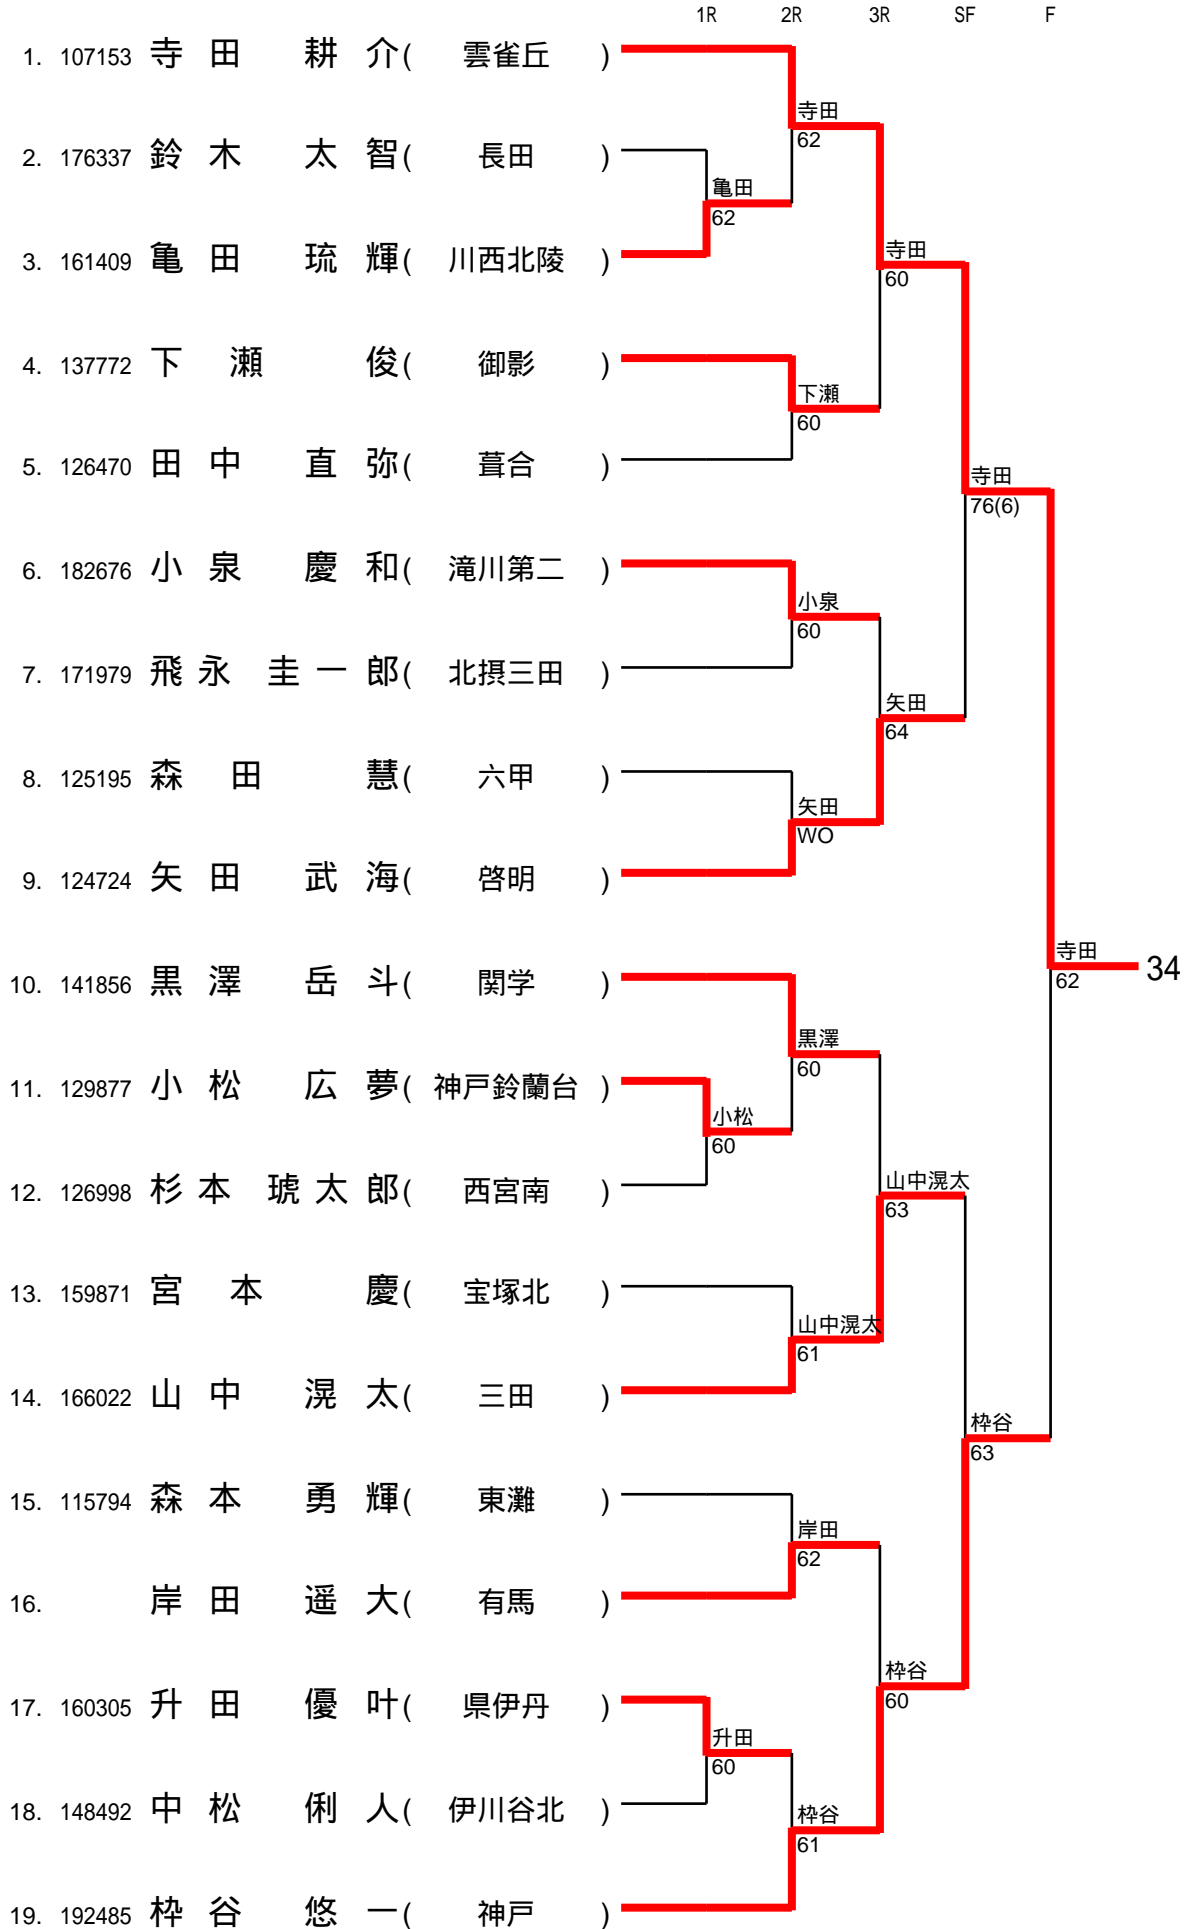 1R 2R 3R SF F
1. 107153 寺田 耕介( 雲雀丘 )
寺田
62
2. 176337 鈴木 太智( 長田 )
亀田
62
3. 161409 亀田 琉輝( 川西北陵 )
寺田
60
4. 137772 下瀬 俊( 御影 )
下瀬
60
5. 126470 田中 直弥( 葺合 )
寺田
76(6)
6. 182676 小泉 慶和( 滝川第二 )
小泉
60
7. 171979 飛永 圭一郎( 北摂三田 )
矢田
64
8. 125195 森田 慧( 六甲 )
矢田
WO
9. 124724 矢田 武海( 啓明 )
寺田
62
34
10. 141856 黒澤 岳斗( 関学 )
黒澤
60
11. 129877 小松 広夢( 神戸鈴蘭台 )
小松
60
12. 126998 杉本 琥太郎( 西宮南 )
山中滉太
63
13. 159871 宮本 慶( 宝塚北 )
山中滉太
61
14. 166022 山中 滉太( 三田 )
枠谷
63
15. 115794 森本 勇輝( 東灘 )
岸田
62
16. 岸田 遥大( 有馬 )
枠谷
60
17. 160305 升田 優叶( 県伊丹 )
升田
60
18. 148492 中松 俐人( 伊川谷北 )
枠谷
61
19. 192485 枠谷 悠一( 神戸 )